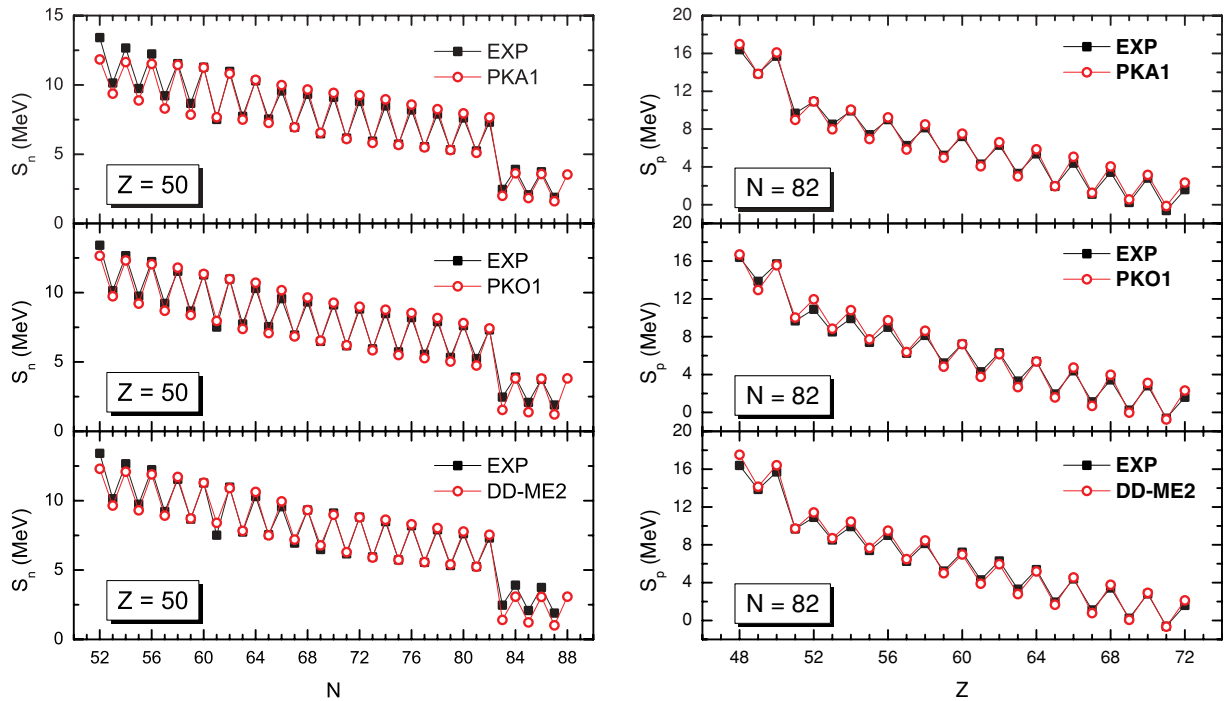 15
10
5
0
S_n (MeV)
EXP
PKA1
Z = 50
10
5
0
S_n (MeV)
EXP
PKO1
Z = 50
10
5
0
S_n (MeV)
EXP
DD-ME2
Z = 50
52 56 60 64 68 72 76 80 84 88
N
20
16
12
8
4
0
S_p (MeV)
EXP
PKA1
N = 82
20
16
12
8
4
0
S_p (MeV)
EXP
PKO1
N = 82
20
16
12
8
4
0
S_p (MeV)
EXP
DD-ME2
N = 82
48 52 56 60 64 68 72
Z